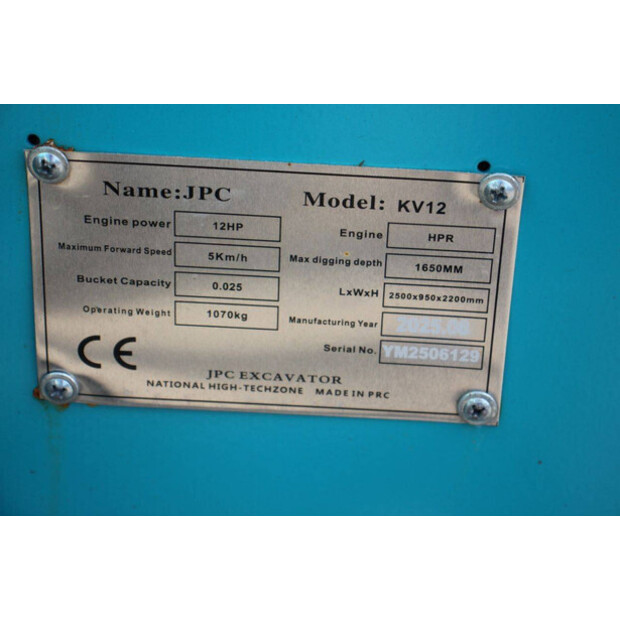 Name:JPC Model: KV12
Engine power 12HP Engine HPR
Maximum Forward Speed 5Km/h Max digging depth 1650MM
Bucket Capacity 0.025 LxWxH 2500x950x2200mm
Operating Weight 1070kg Manufacturing Year 2025.06
Serial No. YM2506129
CE
JPC EXCAVATOR
NATIONAL HIGH-TECHZONE MADE IN PRC